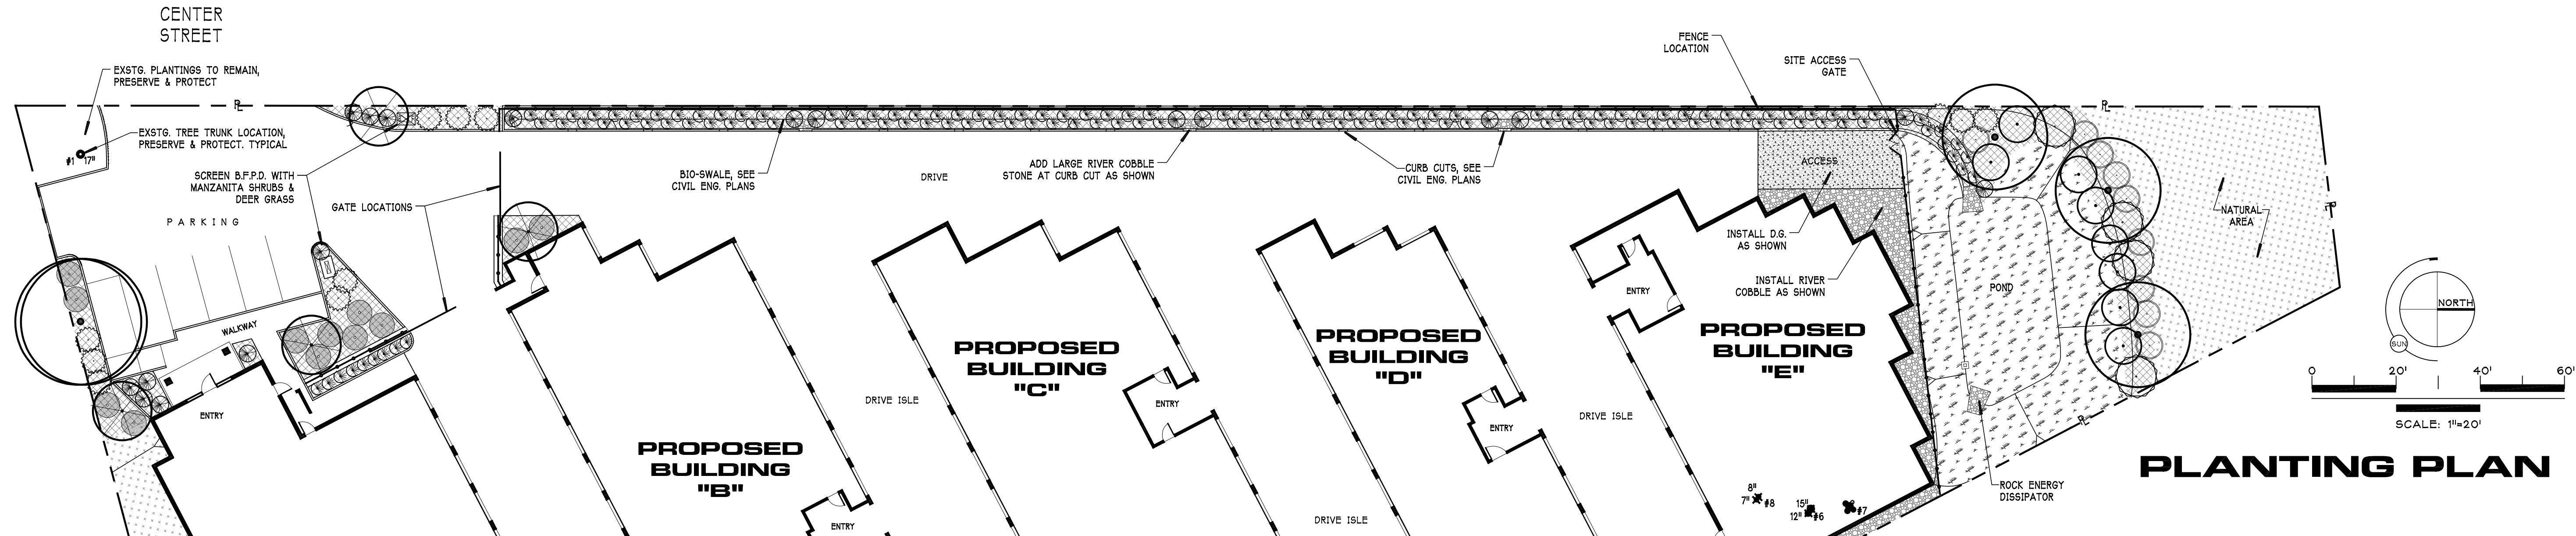 CENTER
STREET
EXSTG. PLANTINGS TO REMAIN,
PRESERVE & PROTECT
EXSTG. TREE TRUNK LOCATION,
PRESERVE & PROTECT. TYPICAL
#1 17"
SCREEN B.F.P.D. WITH
MANZANITA SHRUBS &
DEER GRASS
PARKING
GATE LOCATIONS
WALKWAY
ENTRY
PL
BIO-SWALE, SEE
CIVIL ENG. PLANS
DRIVE
ADD LARGE RIVER COBBLE
STONE AT CURB CUT AS SHOWN
CURB CUTS, SEE
CIVIL ENG. PLANS
FENCE
LOCATION
SITE ACCESS
GATE
ACCESS
INSTALL D.G.
AS SHOWN
INSTALL RIVER
COBBLE AS SHOWN
PROPOSED
BUILDING
"B"
ENTRY
DRIVE ISLE
PROPOSED
BUILDING
"C"
ENTRY
DRIVE ISLE
PROPOSED
BUILDING
"D"
ENTRY
DRIVE ISLE
ENTRY
PROPOSED
BUILDING
"E"
8"
7" #8
15"
12" #6
#7
POND
PL
NATURAL
AREA
PL
PL
ROCK ENERGY
DISSIPATOR
NORTH
SUN
0 20' 40' 60'
SCALE: 1"=20'
PLANTING PLAN